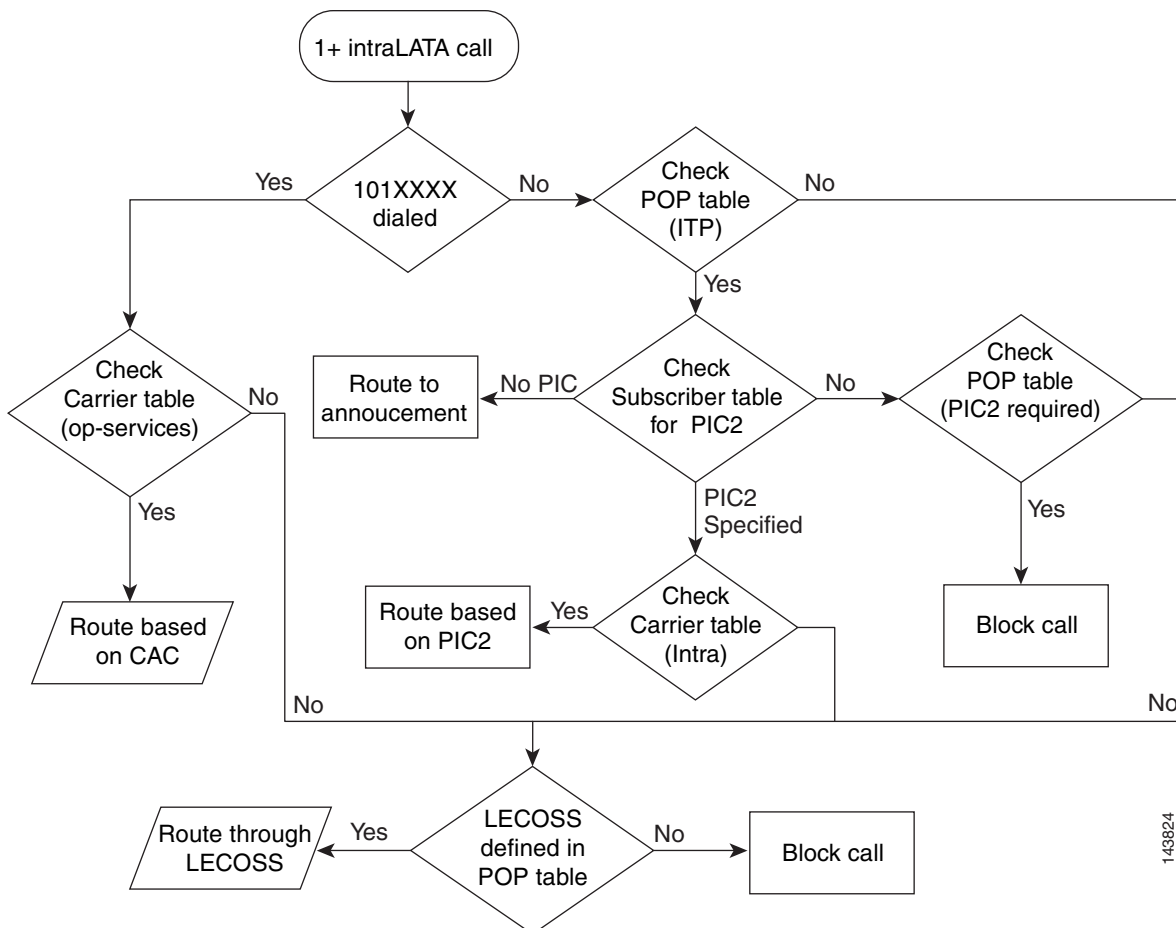 1+ intraLATA call
101XXXX
dialed
Yes
No
Check
POP table
(ITP)
No
Yes
Check
Carrier table
(op-services)
No
Yes
Route to
annoucement
No PIC
Check
Subscriber table
for PIC2
No
Check
POP table
(PIC2 required)
PIC2
Specified
Yes
Route based
on CAC
Route based
on PIC2
Yes
Check
Carrier table
(Intra)
Block call
No
No
Route through
LECOSS
Yes
LECOSS
defined in
POP table
No
Block call
143824